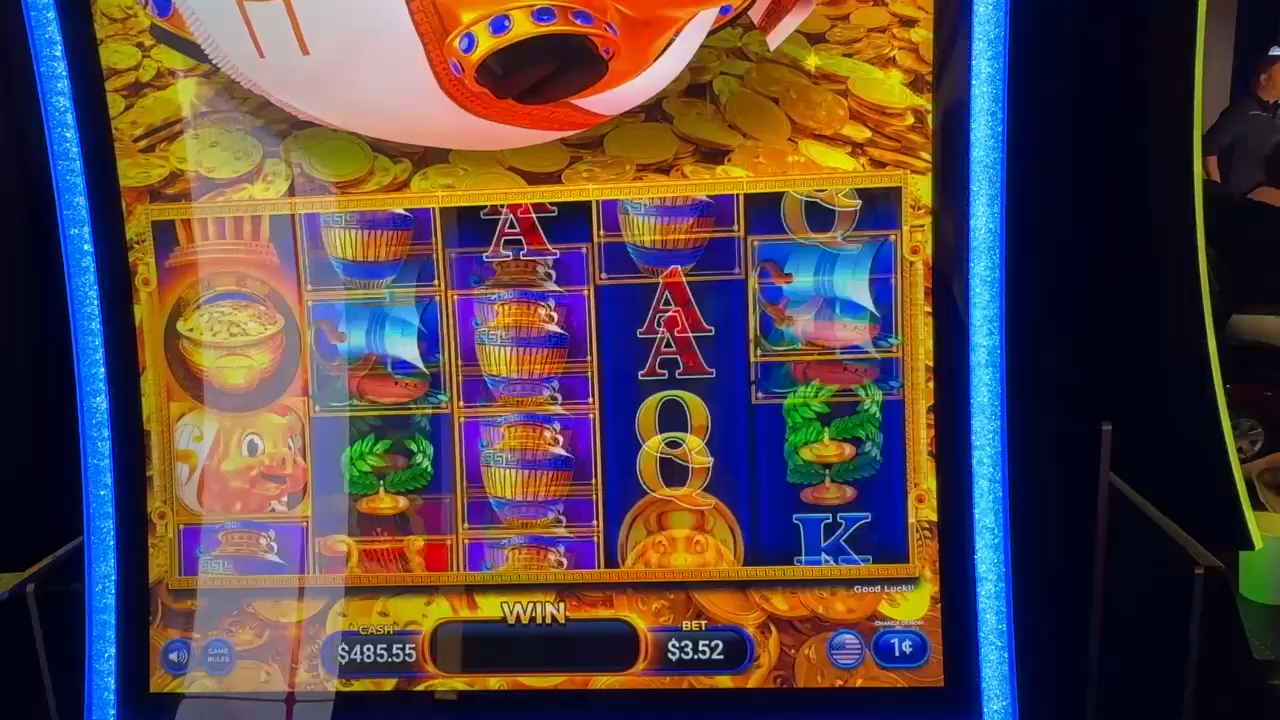 A
Q
A
A
Q
Q
K
Good Luck!!
WIN
CASH
$485.55
BET
$3.52
GAME
RULES
CHANGE DENOM
1¢